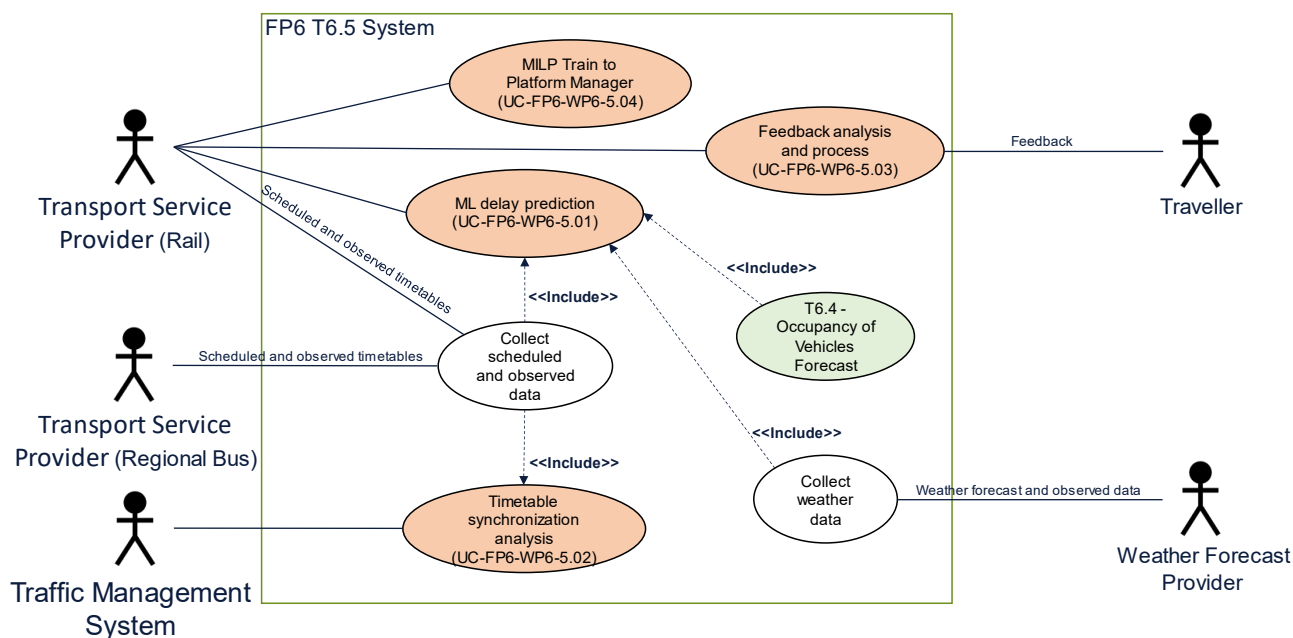 FP6 T6.5 System
MILP Train to
Platform Manager
(UC-FP6-WP6-5.04)
Feedback analysis
and process
(UC-FP6-WP6-5.03)
Feedback
Transport Service
Provider (Rail)
Traveller
ML delay prediction
(UC-FP6-WP6-5.01)
Scheduled and observed timetables
<<Include>>
<<Include>>
T6.4 -
Occupancy of
Vehicles
Forecast
Collect
scheduled
and observed
data
Scheduled and observed timetables
Transport Service
Provider (Regional Bus)
<<Include>>
<<Include>>
Collect
weather
data
Weather forecast and observed data
Timetable
synchronization
analysis
(UC-FP6-WP6-5.02)
Weather Forecast
Provider
Traffic Management
System